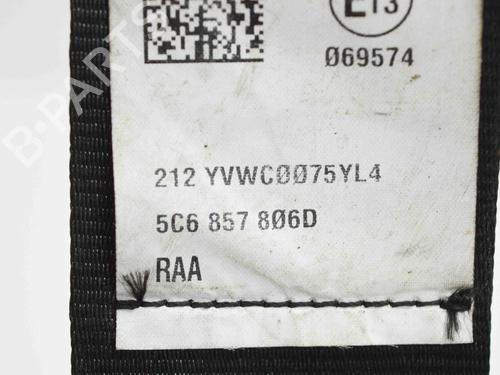 E13
Ø69574
212 YVWCØØ75YL4
5C6 857 8Ø6D
RAA
B-PARTS